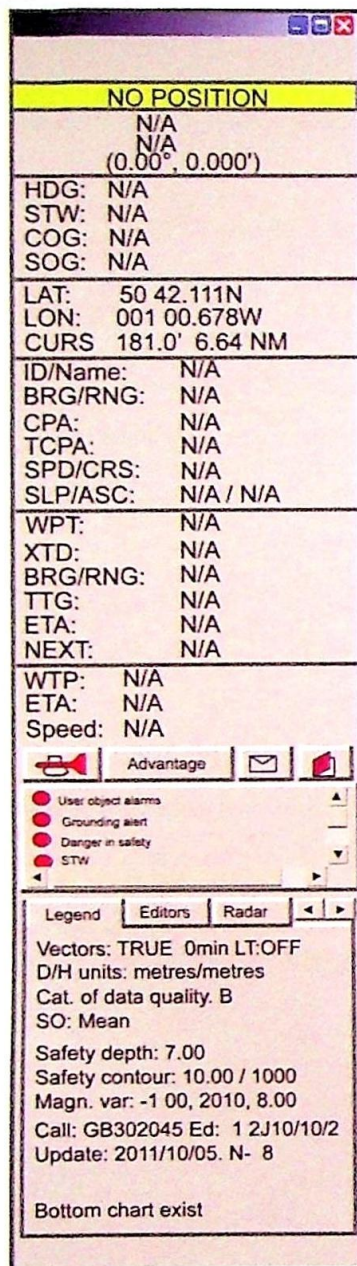 NO POSITION
N/A
N/A
(0.00°, 0.000')
HDG: N/A
STW: N/A
COG: N/A
SOG: N/A
LAT: 50 42.111N
LON: 001 00.678W
CURS 181.0' 6.64 NM
ID/Name: N/A
BRG/RNG: N/A
CPA: N/A
TCPA: N/A
SPD/CRS: N/A
SLP/ASC: N/A / N/A
WPT: N/A
XTD: N/A
BRG/RNG: N/A
TTG: N/A
ETA: N/A
NEXT: N/A
WTP: N/A
ETA: N/A
Speed: N/A
Advantage
User object alarms
Grounding alert
Danger in safety
STW
Legend Editors Radar
Vectors: TRUE 0min LT:OFF
D/H units: metres/metres
Cat. of data quality. B
SO: Mean
Safety depth: 7.00
Safety contour: 10.00 / 1000
Magn. var: -1 00, 2010, 8.00
Call: GB302045 Ed: 1 2J10/10/2
Update: 2011/10/05. N- 8
Bottom chart exist